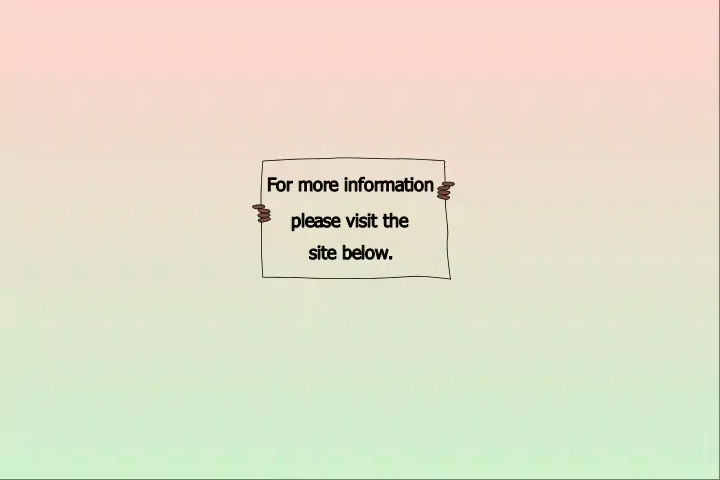 For more information
please visit the
site below.